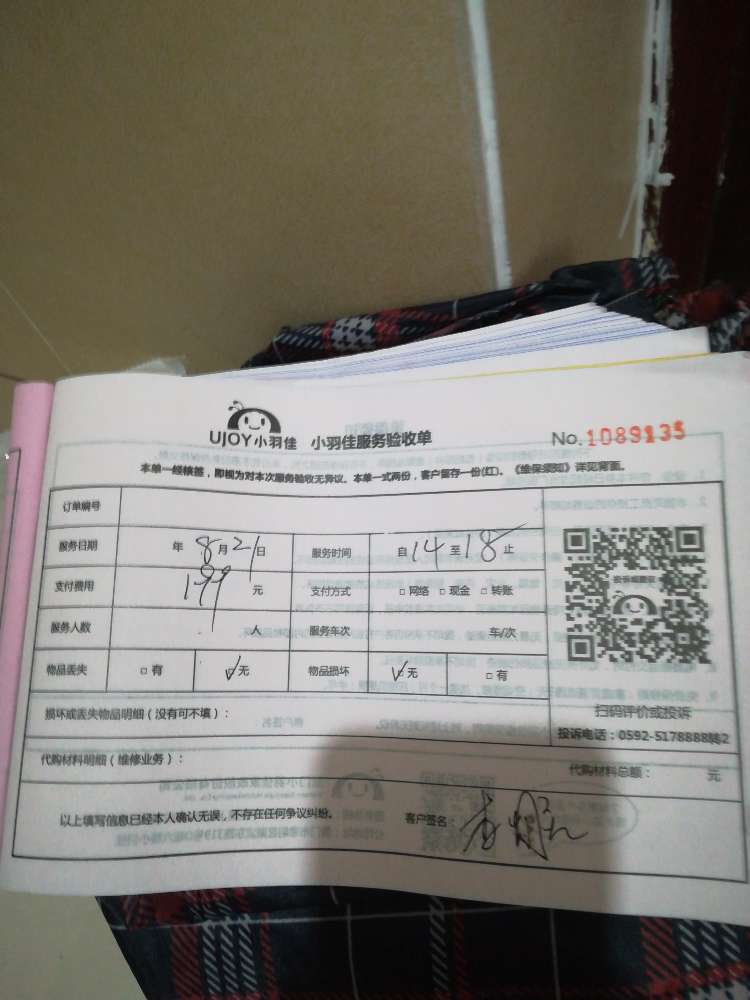 UJOY小羽佳 小羽佳服务验收单 No.1089135
本单一经核签,即视为对本次服务验收无异议。本单一式两份,客户留存一份(红)。《维保须知》详见背面。
订单编号
服务日期 年 8月21日 服务时间 自14至18止
支付费用 199 元 支付方式 □网络 □现金 □转账
服务人数 人 服务车次 车/次
物品丢失 □有 ☑无 物品损坏 ☑无 □有
投诉或建议
扫码评价或投诉
投诉电话:0592-5178888转2
损坏或丢失物品明细(没有可不填):
代购材料明细(维修业务): 代购材料总额: 元
以上填写信息已经本人确认无误,不存在任何争议纠纷。 客户签名: